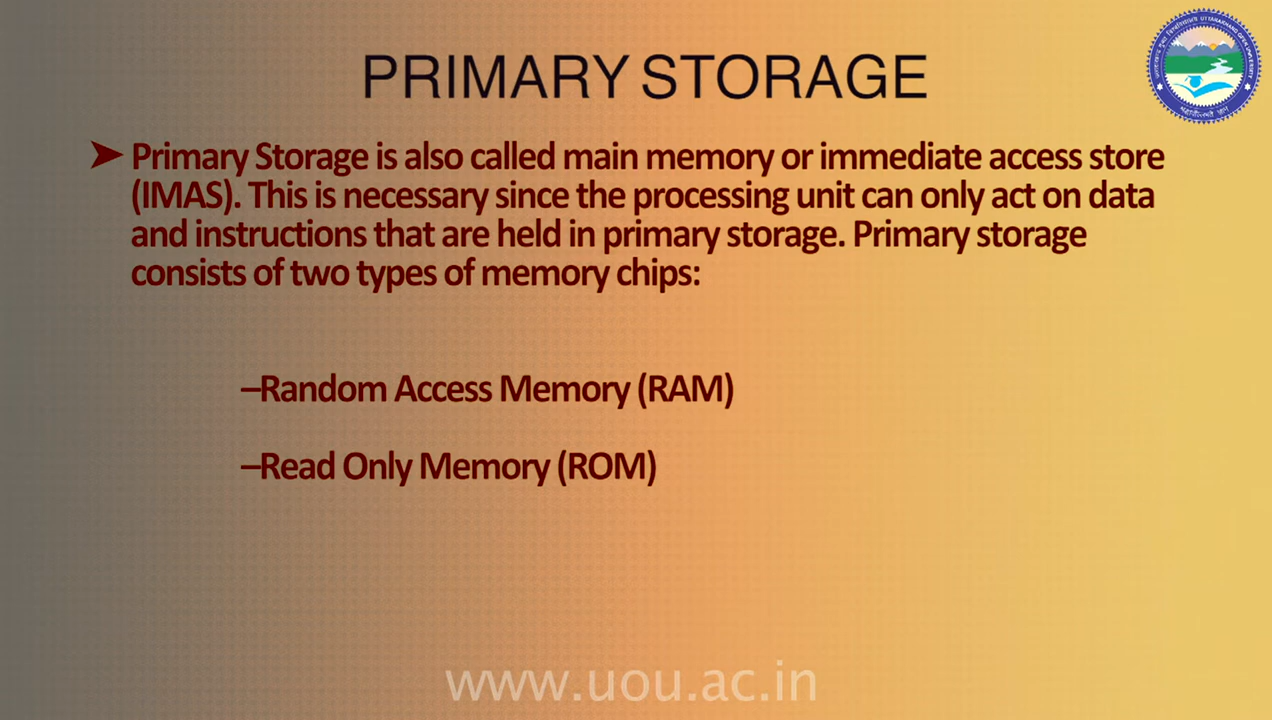 PRIMARY STORAGE
➤Primary Storage is also called main memory or immediate access store
(IMAS). This is necessary since the processing unit can only act on data
and instructions that are held in primary storage. Primary storage
consists of two types of memory chips:
–Random Access Memory (RAM)
–Read Only Memory (ROM)
www.uou.ac.in